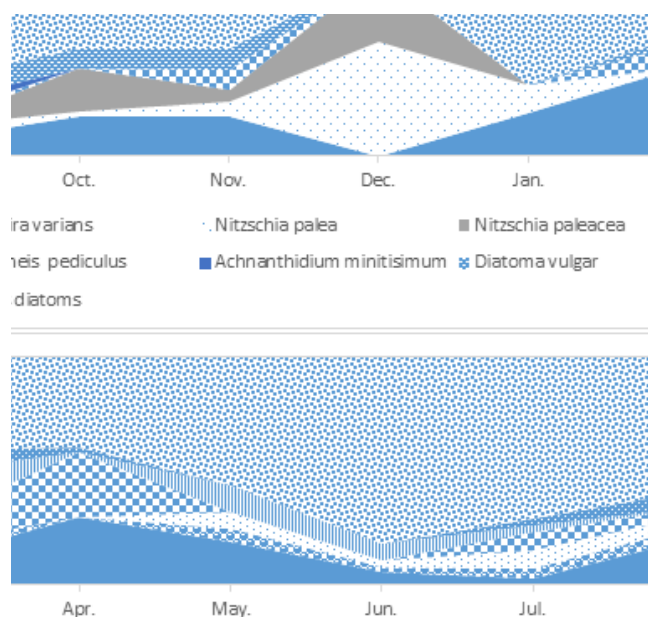 Oct. Nov. Dec. Jan.
ira varians Nitzschia palea Nitzschia paleacea
neis pediculus Achnanthidium minitisimum Diatoma vulgar
diatoms
Apr. May. Jun. Jul.